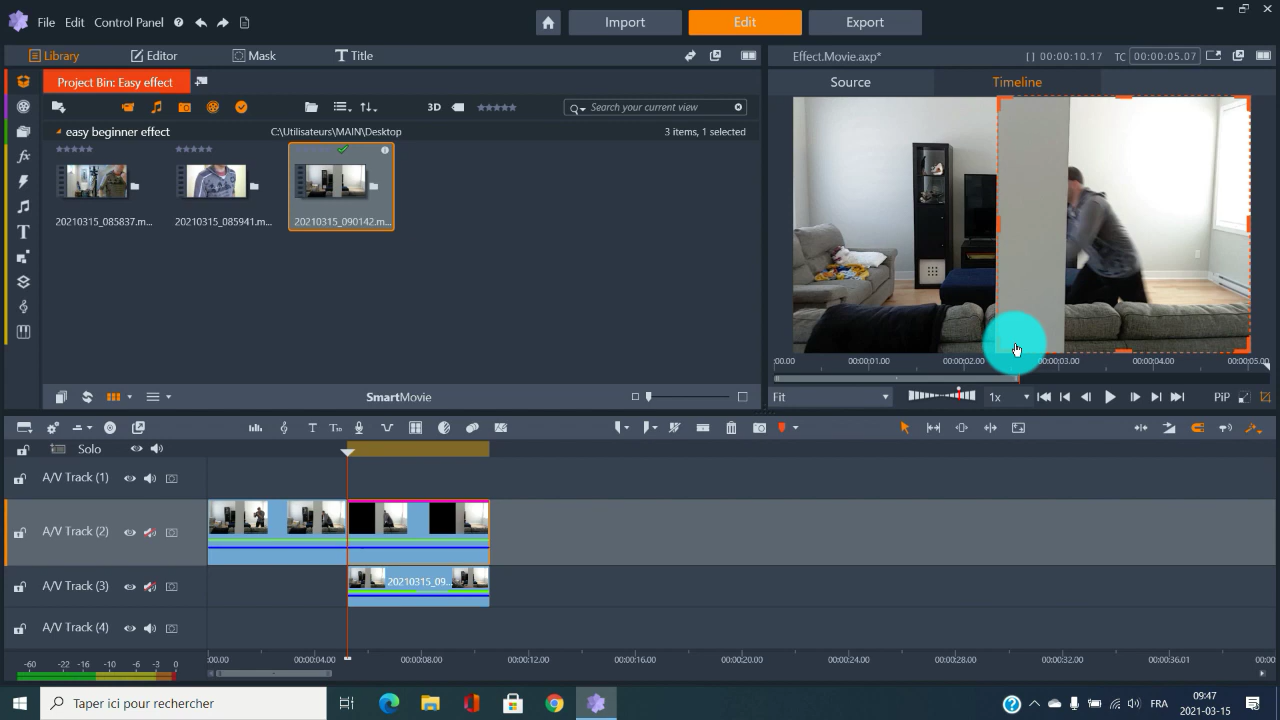 File Edit Control Panel
Import Edit Export
Library Editor Mask Title
Effect.Movie.axp* [] 00:00:10.17 TC 00:00:05.07
Project Bin: Easy effect
Source Timeline
3D
Search your current view
easy beginner effect C:\Utilisateurs\MAIN\Desktop 3 items, 1 selected
20210315_085837.m... 20210315_085941.m... 20210315_090142.m...
:00.00 00:00:01.00 00:00:02.00 00:00:03.00 00:00:04.00 00:00:05.00
SmartMovie
Fit 1x PiP
Solo
A/V Track (1)
A/V Track (2)
A/V Track (3)
20210315_09...
A/V Track (4)
-60 -22 -16 -10 -6 -3 0
:00.00 00:00:04.00 00:00:08.00 00:00:12.00 00:00:16.00 00:00:20.00 00:00:24.00 00:00:28.00 00:00:32.00 00:00:36.01 00:00
Taper ici pour rechercher
FRA
09:47
2021-03-15